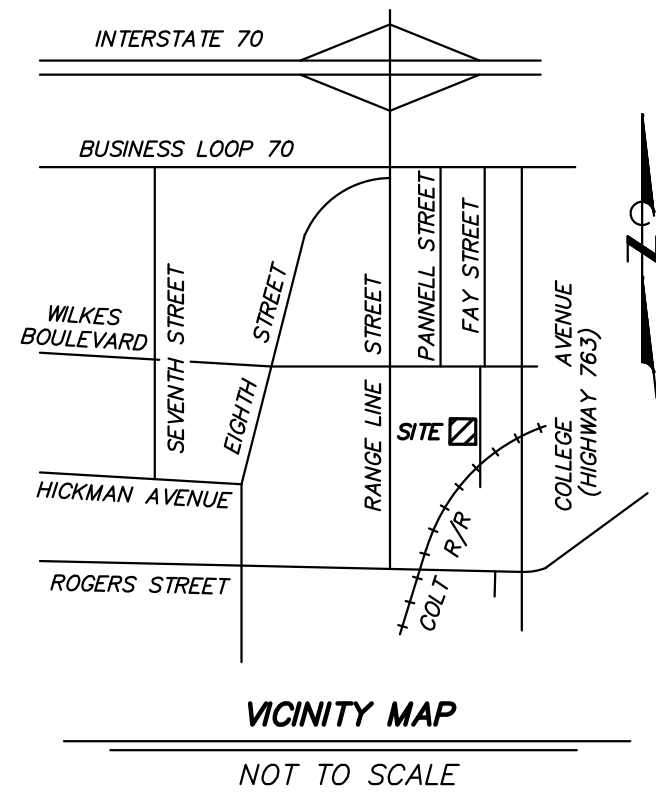 INTERSTATE 70
BUSINESS LOOP 70
PANNELL STREET
FAY STREET
WILKES
BOULEVARD
SEVENTH STREET
EIGHTH STREET
RANGE LINE STREET
COLLEGE AVENUE
(HIGHWAY 763)
SITE
HICKMAN AVENUE
COLT R/R
ROGERS STREET
VICINITY MAP
NOT TO SCALE
N